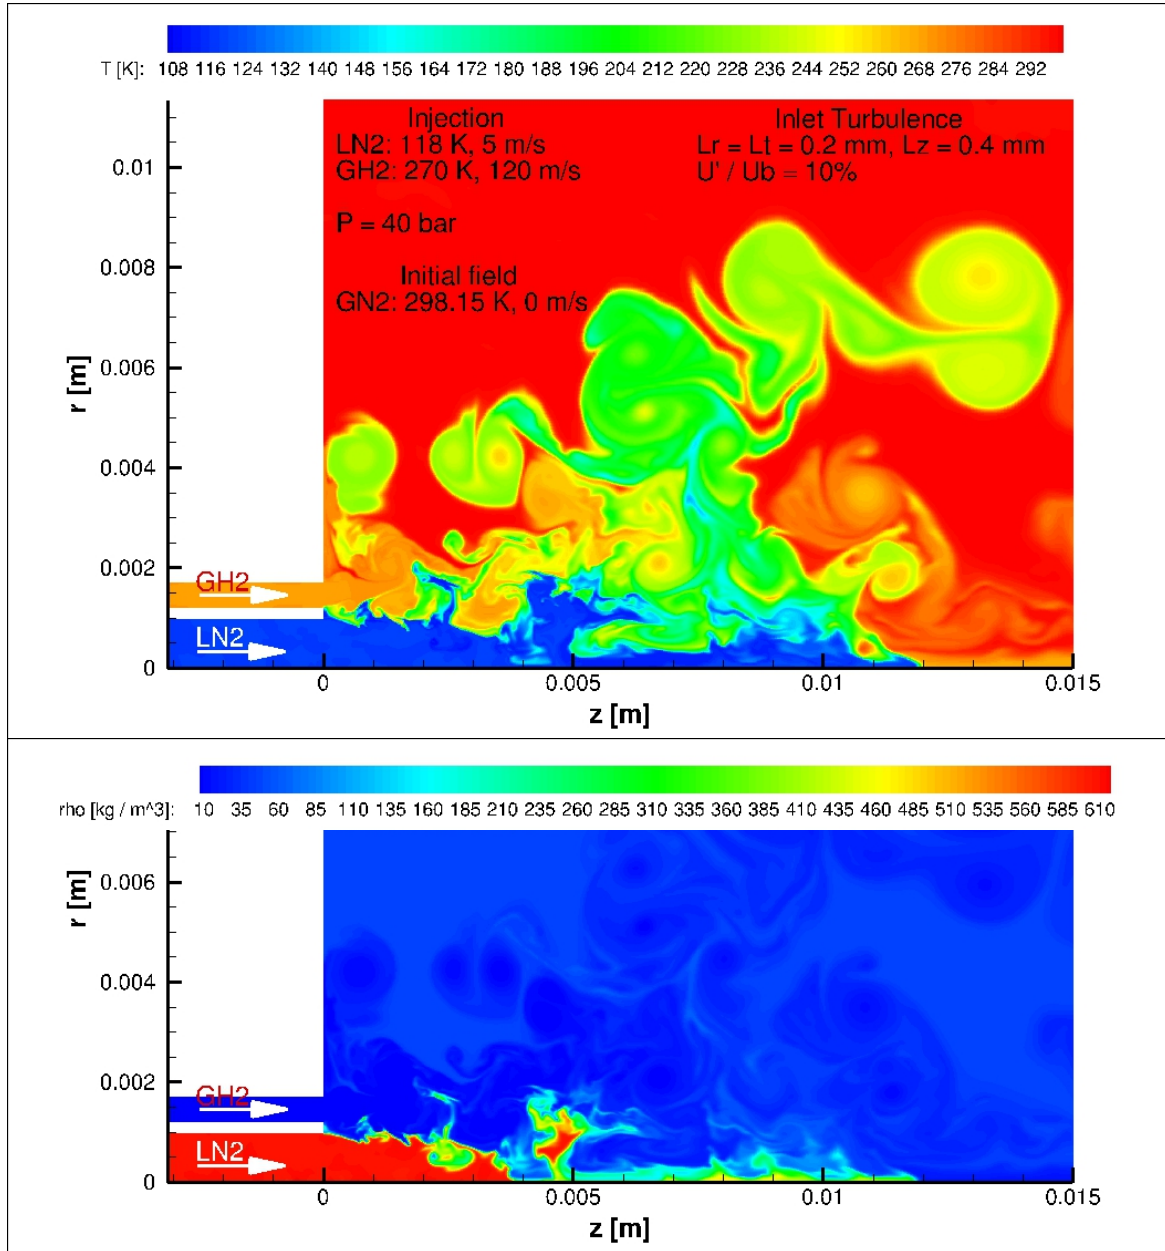 T [K]: 108 116 124 132 140 148 156 164 172 180 188 196 204 212 220 228 236 244 252 260 268 276 284 292
Injection
LN2: 118 K, 5 m/s
GH2: 270 K, 120 m/s
P = 40 bar
Initial field
GN2: 298.15 K, 0 m/s
Inlet Turbulence
Lr = Lt = 0.2 mm, Lz = 0.4 mm
U' / Ub = 10%
r [m]
0.01
0.008
0.006
0.004
0.002
0
GH2
LN2
0 0.005 0.01 0.015
z [m]
rho [kg / m^3]: 10 35 60 85 110 135 160 185 210 235 260 285 310 335 360 385 410 435 460 485 510 535 560 585 610
r [m]
0.006
0.004
0.002
0
GH2
LN2
0 0.005 0.01 0.015
z [m]